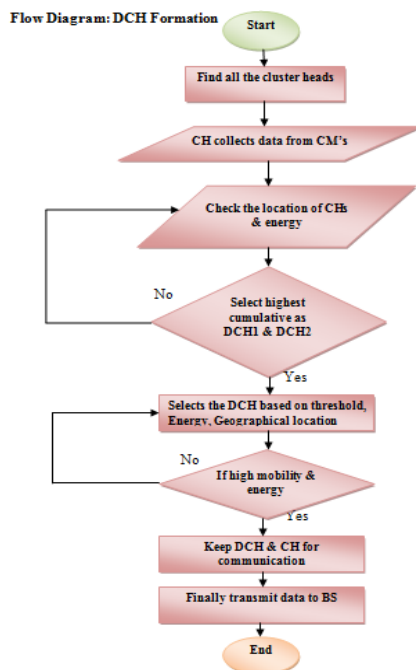 Flow Diagram: DCH Formation
Start
Find all the cluster heads
CH collects data from CM's
Check the location of CHs
& energy
No
Select highest
cumulative as
DCH1 & DCH2
Yes
Selects the DCH based on threshold,
Energy, Geographical location
No
If high mobility &
energy
Yes
Keep DCH & CH for
communication
Finally transmit data to BS
End